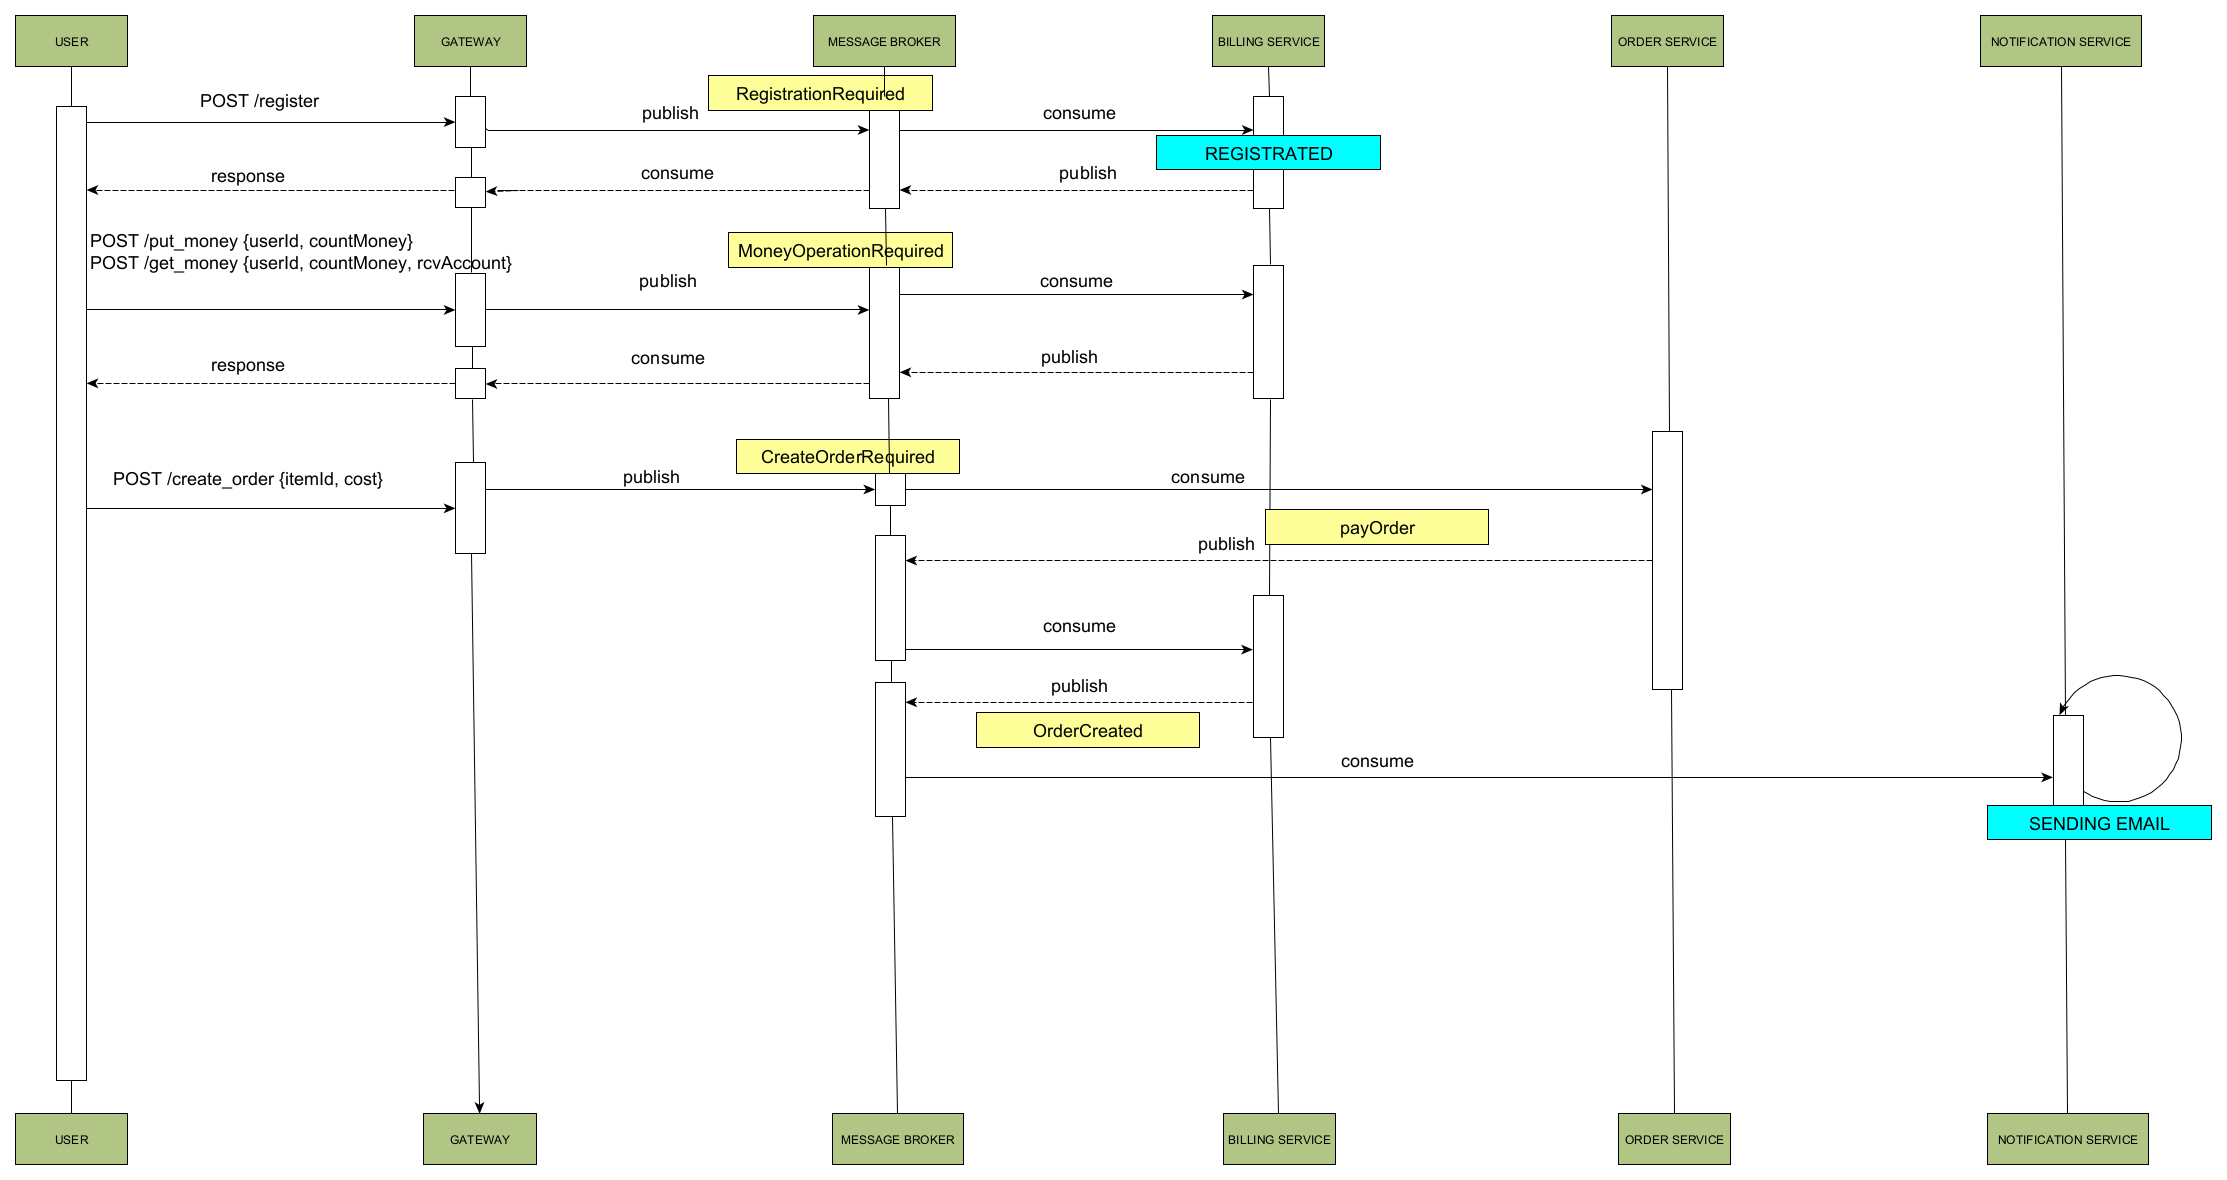 USER
GATEWAY
MESSAGE BROKER
BILLING SERVICE
ORDER SERVICE
NOTIFICATION SERVICE
RegistrationRequired
POST /register
publish
consume
REGISTRATED
response
consume
publish
POST /put_money {userId, countMoney}
POST /get_money {userId, countMoney, rcvAccount}
MoneyOperationRequired
publish
consume
response
consume
publish
CreateOrderRequired
POST /create_order {itemId, cost}
publish
consume
payOrder
publish
consume
publish
OrderCreated
consume
SENDING EMAIL
USER
GATEWAY
MESSAGE BROKER
BILLING SERVICE
ORDER SERVICE
NOTIFICATION SERVICE